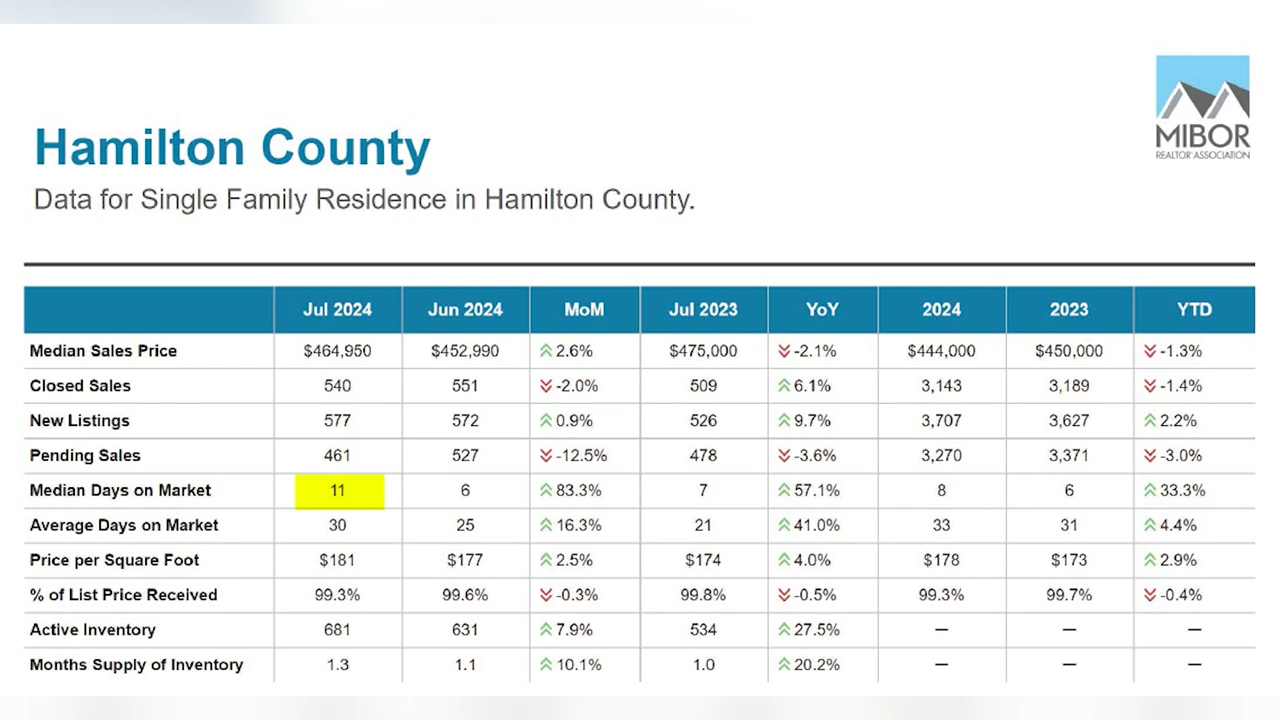 MIBOR
REALTOR® ASSOCIATION
Hamilton County
Data for Single Family Residence in Hamilton County.
Jul 2024 Jun 2024 MoM Jul 2023 YoY 2024 2023 YTD
Median Sales Price $464,950 $452,990 2.6% $475,000 -2.1% $444,000 $450,000 -1.3%
Closed Sales 540 551 -2.0% 509 6.1% 3,143 3,189 -1.4%
New Listings 577 572 0.9% 526 9.7% 3,707 3,627 2.2%
Pending Sales 461 527 -12.5% 478 -3.6% 3,270 3,371 -3.0%
Median Days on Market 11 6 83.3% 7 57.1% 8 6 33.3%
Average Days on Market 30 25 16.3% 21 41.0% 33 31 4.4%
Price per Square Foot $181 $177 2.5% $174 4.0% $178 $173 2.9%
% of List Price Received 99.3% 99.6% -0.3% 99.8% -0.5% 99.3% 99.7% -0.4%
Active Inventory 681 631 7.9% 534 27.5% — — —
Months Supply of Inventory 1.3 1.1 10.1% 1.0 20.2% — — —